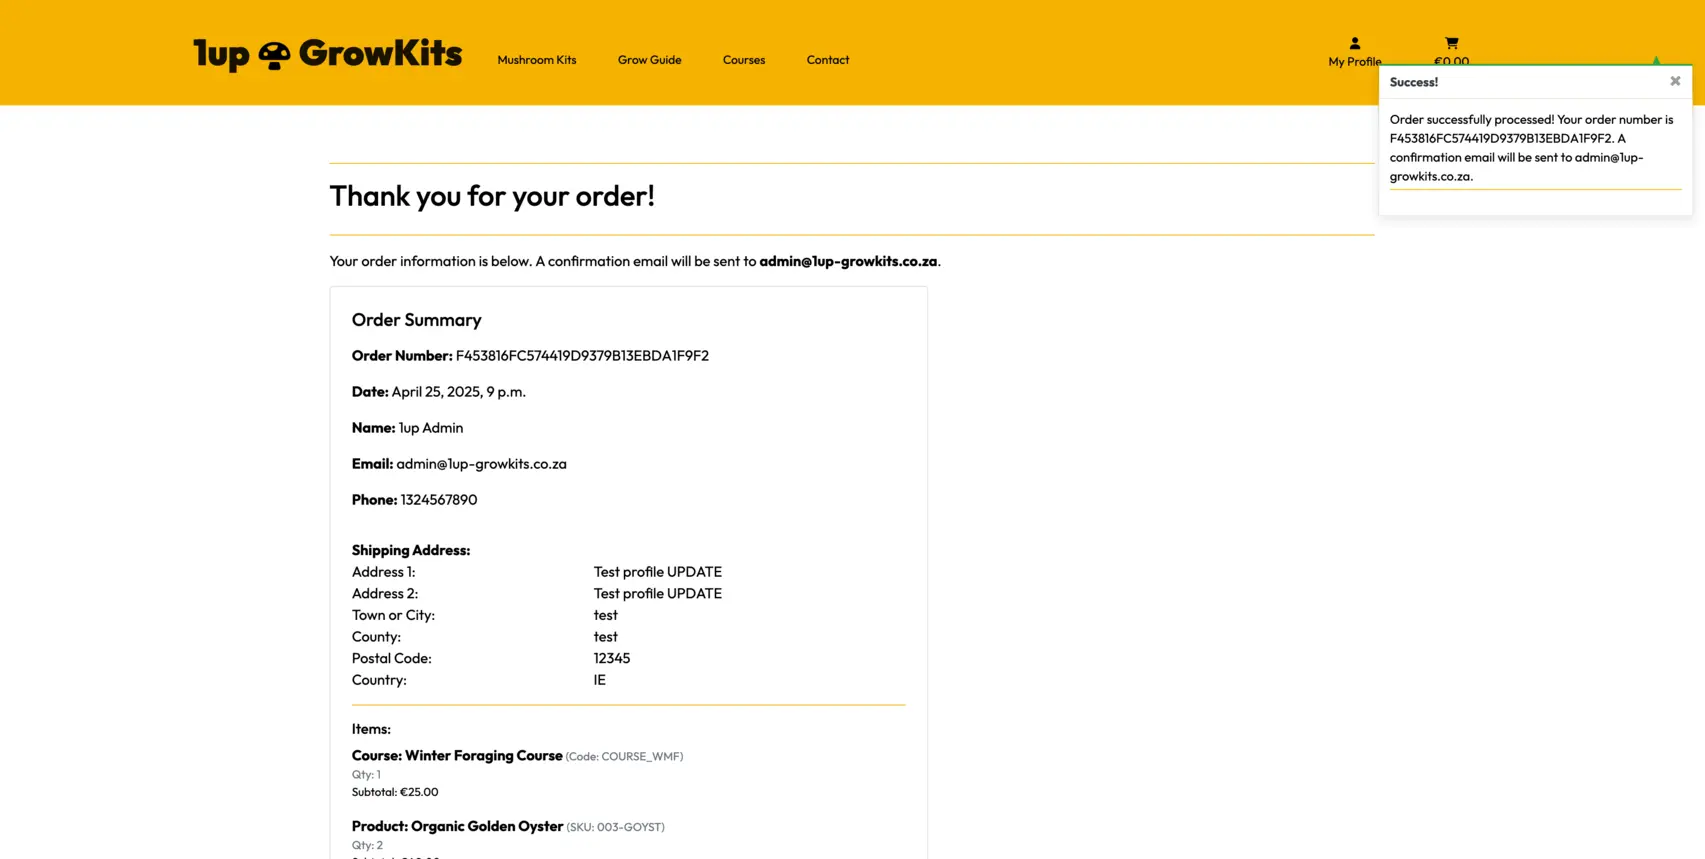 1up GrowKits
Mushroom Kits
Grow Guide
Courses
Contact
My Profile
€0.00
Success!
✖
Order successfully processed! Your order number is
F453816FC574419D9379B13EBDA1F9F2. A
confirmation email will be sent to admin@1up-
growkits.co.za.
Thank you for your order!
Your order information is below. A confirmation email will be sent to admin@1up-growkits.co.za.
Order Summary
Order Number: F453816FC574419D9379B13EBDA1F9F2
Date: April 25, 2025, 9 p.m.
Name: 1up Admin
Email: admin@1up-growkits.co.za
Phone: 1324567890
Shipping Address:
Address 1: Test profile UPDATE
Address 2: Test profile UPDATE
Town or City: test
County: test
Postal Code: 12345
Country: IE
Items:
Course: Winter Foraging Course (Code: COURSE_WMF)
Qty: 1
Subtotal: €25.00
Product: Organic Golden Oyster (SKU: 003-GOYST)
Qty: 2